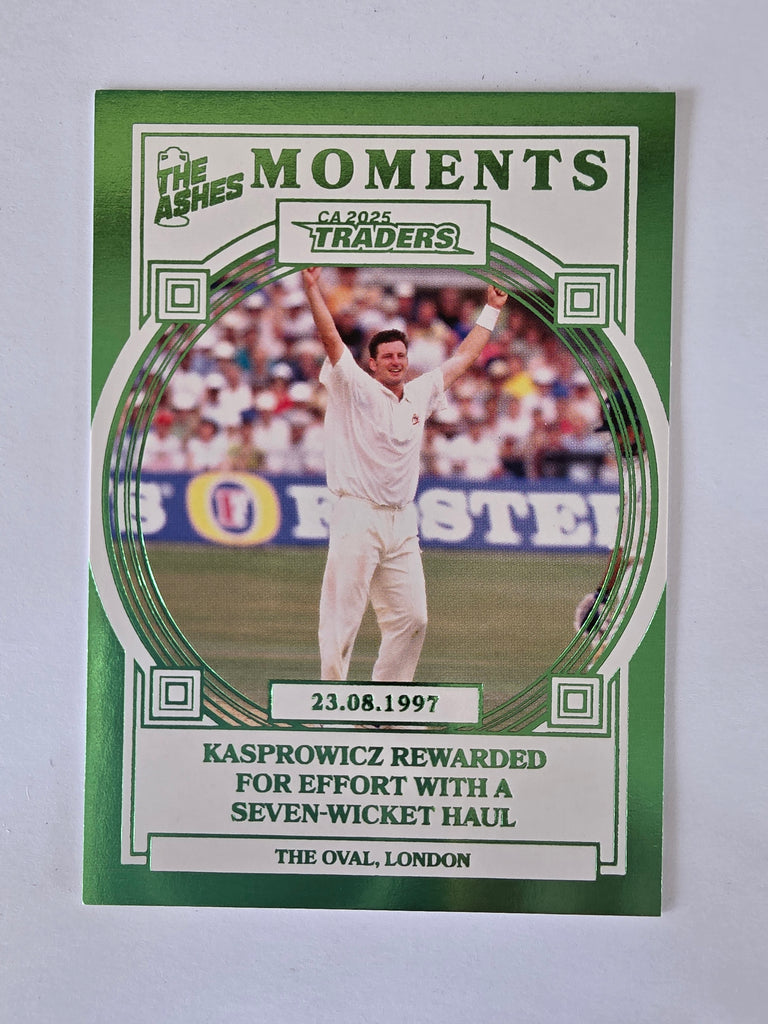 THE ASHES
MOMENTS
CA 2025
TRADERS
S FOSTER
23.08.1997
KASPROWICZ REWARDED
FOR EFFORT WITH A
SEVEN-WICKET HAUL
THE OVAL, LONDON